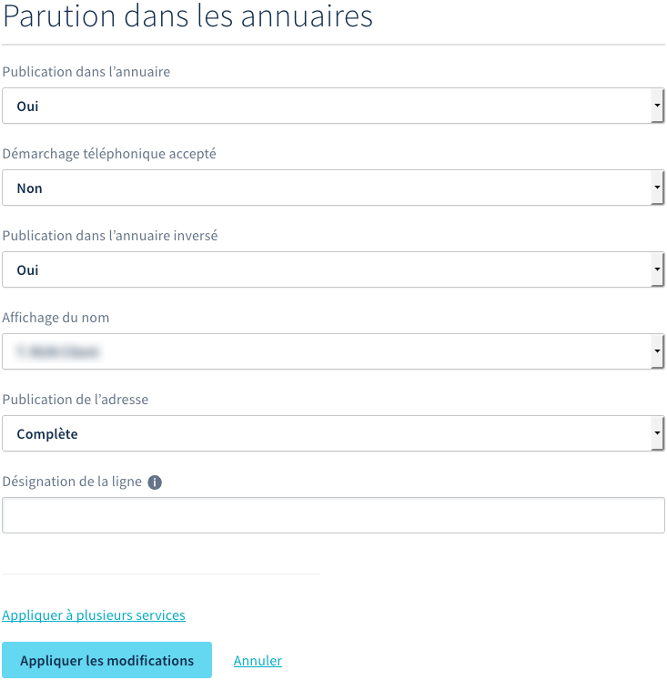 Parution dans les annuaires
Publication dans l’annuaire
Oui
Démarchage téléphonique accepté
Non
Publication dans l’annuaire inversé
Oui
Affichage du nom
Publication de l’adresse
Complète
Désignation de la ligne i
Appliquer à plusieurs services
Appliquer les modifications Annuler